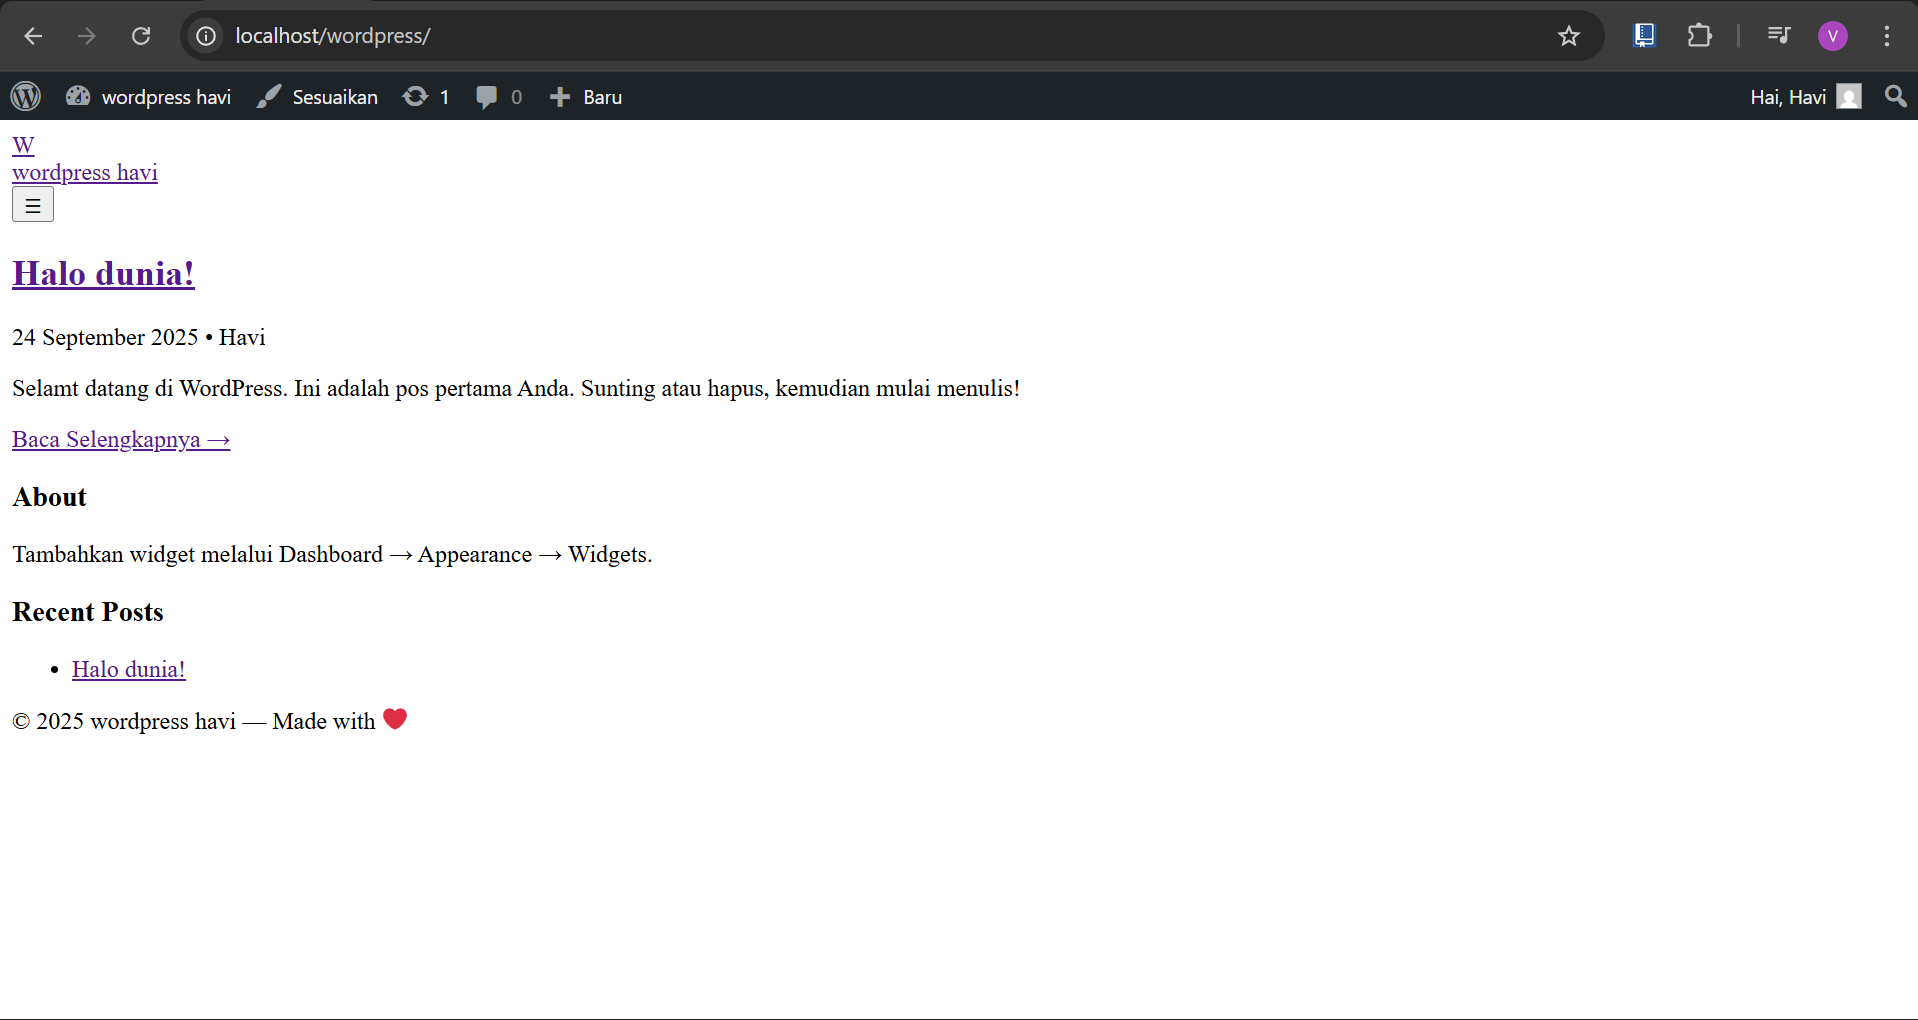 localhost/wordpress/
V
wordpress havi Sesuaikan 1 0 Baru Hai, Havi
W
wordpress havi
☰
Halo dunia!
24 September 2025 • Havi
Selamt datang di WordPress. Ini adalah pos pertama Anda. Sunting atau hapus, kemudian mulai menulis!
Baca Selengkapnya →
About
Tambahkan widget melalui Dashboard → Appearance → Widgets.
Recent Posts
• Halo dunia!
© 2025 wordpress havi — Made with ❤